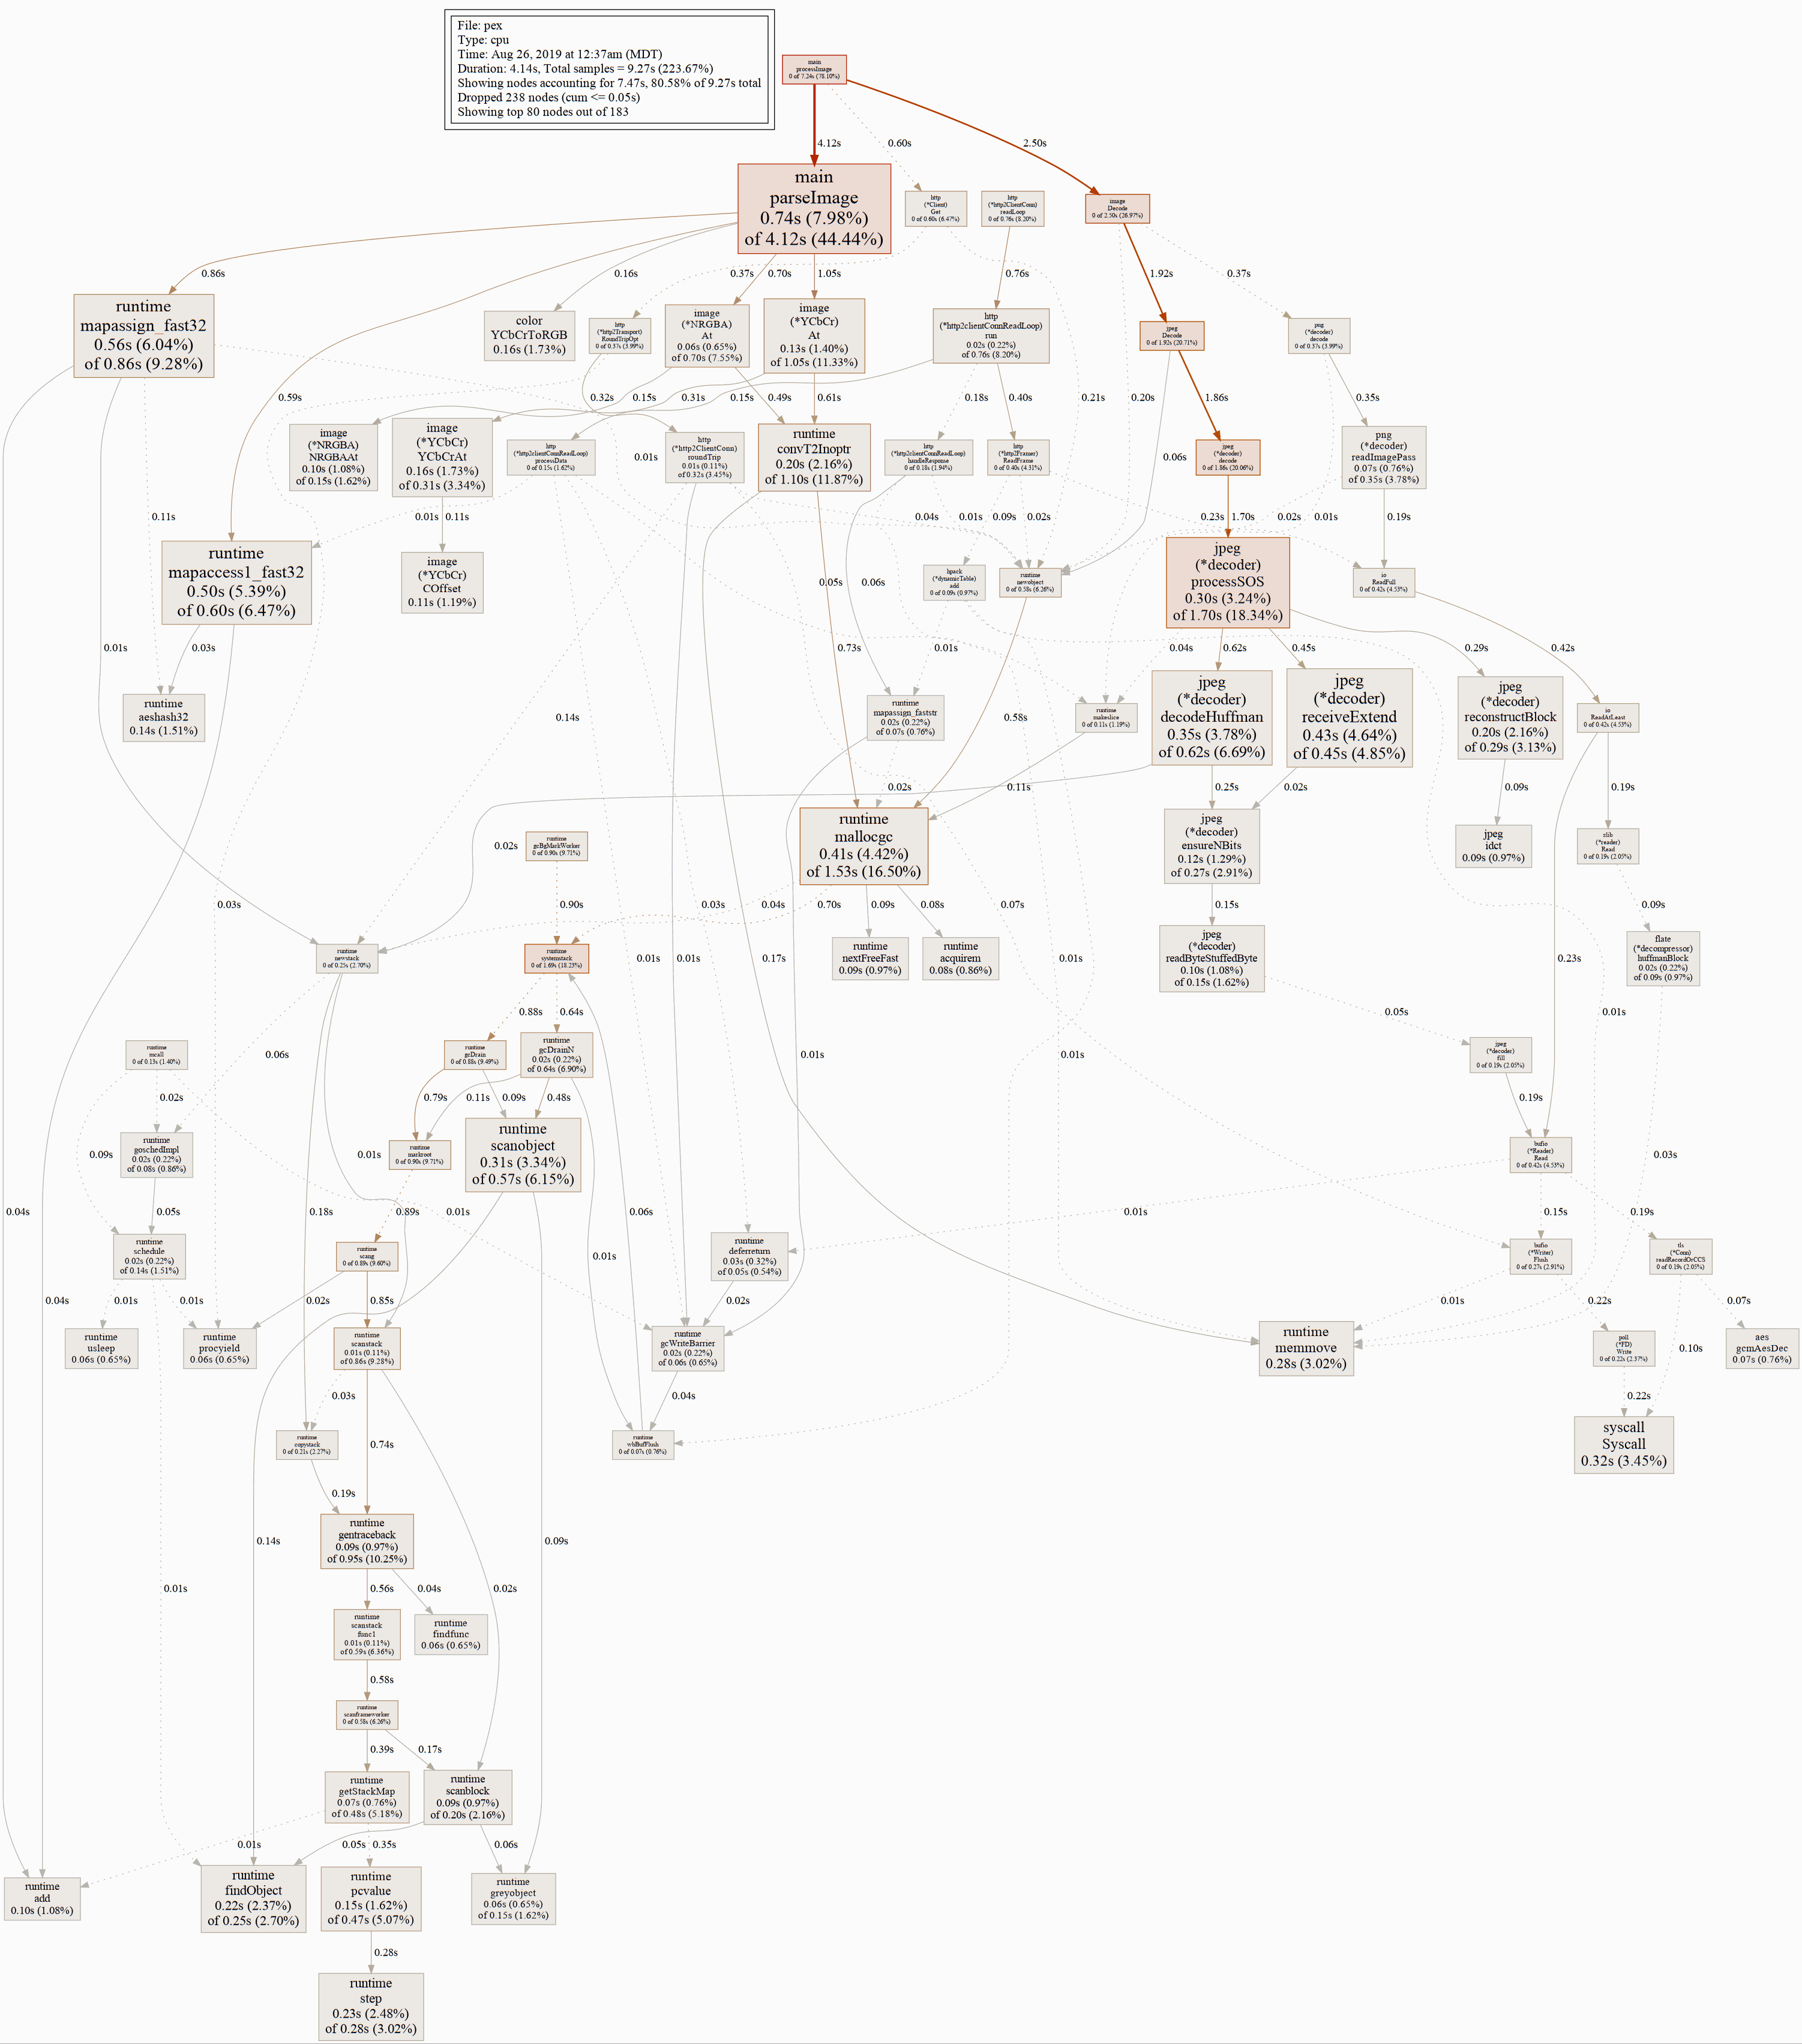 File: pex
Type: cpu
Time: Aug 26, 2019 at 12:37am (MDT)
Duration: 4.14s, Total samples = 9.27s (223.67%)
Showing nodes accounting for 7.47s, 80.58% of 9.27s total
Dropped 238 nodes (cum <= 0.05s)
Showing top 80 nodes out of 183
main
processImage
0 of 7.24s (78.10%)
4.12s
0.60s
2.50s
main
parseImage
0.74s (7.98%)
of 4.12s (44.44%)
http
(*Client)
Get
0 of 0.60s (6.47%)
http
(*http2ClientConn)
readLoop
0 of 0.76s (8.20%)
image
Decode
0 of 2.50s (26.97%)
0.86s
0.16s
0.37s
0.70s
1.05s
0.76s
1.92s
0.37s
runtime
mapassign_fast32
0.56s (6.04%)
of 0.86s (9.28%)
color
YCbCrToRGB
0.16s (1.73%)
http
(*http2Transport)
RoundTripOpt
0 of 0.37s (3.99%)
image
(*NRGBA)
At
0.06s (0.65%)
of 0.70s (7.55%)
image
(*YCbCr)
At
0.13s (1.40%)
of 1.05s (11.33%)
http
(*http2clientConnReadLoop)
run
0.02s (0.22%)
of 0.76s (8.20%)
jpeg
Decode
0 of 1.92s (20.71%)
png
(*decoder)
decode
0 of 0.37s (3.99%)
0.59s
0.32s
0.15s
0.31s
0.15s
0.49s
0.61s
0.18s
0.40s
0.21s
0.20s
1.86s
0.35s
image
(*NRGBA)
NRGBAAt
0.10s (1.08%)
of 0.15s (1.62%)
image
(*YCbCr)
YCbCrAt
0.16s (1.73%)
of 0.31s (3.34%)
http
(*http2clientConnReadLoop)
processData
0 of 0.15s (1.62%)
0.01s
http
(*http2ClientConn)
roundTrip
0.01s (0.11%)
of 0.32s (3.45%)
runtime
convT2Inoptr
0.20s (2.16%)
of 1.10s (11.87%)
http
(*http2clientConnReadLoop)
handleResponse
0 of 0.18s (1.94%)
http
(*http2Framer)
ReadFrame
0 of 0.40s (4.31%)
0.06s
jpeg
(*decoder)
decode
0 of 1.86s (20.06%)
png
(*decoder)
readImagePass
0.07s (0.76%)
of 0.35s (3.78%)
0.11s
0.01s
0.11s
0.04s
0.01s
0.09s
0.02s
0.23s
1.70s
0.02s
0.01s
0.19s
runtime
mapaccess1_fast32
0.50s (5.39%)
of 0.60s (6.47%)
image
(*YCbCr)
COffset
0.11s (1.19%)
0.05s
0.06s
hpack
(*dynamicTable)
add
0 of 0.09s (0.97%)
runtime
newobject
0 of 0.58s (6.26%)
jpeg
(*decoder)
processSOS
0.30s (3.24%)
of 1.70s (18.34%)
io
ReadFull
0 of 0.42s (4.53%)
0.01s
0.03s
0.73s
0.01s
0.04s
0.62s
0.45s
0.29s
0.42s
runtime
aeshash32
0.14s (1.51%)
0.14s
runtime
mapassign_faststr
0.02s (0.22%)
of 0.07s (0.76%)
0.58s
runtime
makeslice
0 of 0.11s (1.19%)
jpeg
(*decoder)
decodeHuffman
0.35s (3.78%)
of 0.62s (6.69%)
jpeg
(*decoder)
receiveExtend
0.43s (4.64%)
of 0.45s (4.85%)
jpeg
(*decoder)
reconstructBlock
0.20s (2.16%)
of 0.29s (3.13%)
io
ReadAtLeast
0 of 0.42s (4.53%)
0.02s
0.11s
0.25s
0.02s
0.09s
0.19s
0.02s
runtime
gcBgMarkWorker
0 of 0.90s (9.71%)
runtime
mallocgc
0.41s (4.42%)
of 1.53s (16.50%)
jpeg
(*decoder)
ensureNBits
0.12s (1.29%)
of 0.27s (2.91%)
jpeg
idct
0.09s (0.97%)
zlib
(*reader)
Read
0 of 0.19s (2.05%)
0.03s
0.90s
0.03s
0.04s
0.70s
0.09s
0.08s
0.07s
0.15s
0.09s
runtime
newstack
0 of 0.25s (2.70%)
runtime
systemstack
0 of 1.69s (18.23%)
0.01s
0.01s
0.17s
runtime
nextFreeFast
0.09s (0.97%)
runtime
acquirem
0.08s (0.86%)
0.01s
jpeg
(*decoder)
readByteStuffedByte
0.10s (1.08%)
of 0.15s (1.62%)
0.23s
flate
(*decompressor)
huffmanBlock
0.02s (0.22%)
of 0.09s (0.97%)
0.88s
0.64s
0.05s
0.01s
runtime
mcall
0 of 0.13s (1.40%)
0.06s
runtime
gcDrain
0 of 0.88s (9.49%)
runtime
gcDrainN
0.02s (0.22%)
of 0.64s (6.90%)
0.01s
0.01s
jpeg
(*decoder)
fill
0 of 0.19s (2.05%)
0.02s
0.79s
0.11s
0.09s
0.48s
0.19s
0.09s
runtime
goschedImpl
0.02s (0.22%)
of 0.08s (0.86%)
0.01s
runtime
markroot
0 of 0.90s (9.71%)
runtime
scanobject
0.31s (3.34%)
of 0.57s (6.15%)
bufio
(*Reader)
Read
0 of 0.42s (4.53%)
0.03s
0.04s
0.04s
0.05s
0.18s
0.89s
0.01s
0.06s
0.01s
0.15s
0.19s
runtime
schedule
0.02s (0.22%)
of 0.14s (1.51%)
runtime
scang
0 of 0.89s (9.60%)
0.01s
runtime
deferreturn
0.03s (0.32%)
of 0.05s (0.54%)
bufio
(*Writer)
Flush
0 of 0.27s (2.91%)
tls
(*Conn)
readRecordOrCCS
0 of 0.19s (2.05%)
0.01s
0.01s
0.02s
0.85s
0.02s
0.01s
0.22s
0.07s
runtime
usleep
0.06s (0.65%)
runtime
procyield
0.06s (0.65%)
runtime
scanstack
0.01s (0.11%)
of 0.86s (9.28%)
runtime
gcWriteBarrier
0.02s (0.22%)
of 0.06s (0.65%)
runtime
memmove
0.28s (3.02%)
poll
(*FD)
Write
0 of 0.22s (2.37%)
0.10s
aes
gcmAesDec
0.07s (0.76%)
0.03s
0.04s
0.22s
runtime
copystack
0 of 0.21s (2.27%)
0.74s
runtime
wbBufFlush
0 of 0.07s (0.76%)
syscall
Syscall
0.32s (3.45%)
0.19s
0.14s
runtime
gentraceback
0.09s (0.97%)
of 0.95s (10.25%)
0.09s
0.01s
0.56s
0.04s
0.02s
runtime
scanstack
func1
0.01s (0.11%)
of 0.59s (6.36%)
runtime
findfunc
0.06s (0.65%)
0.58s
runtime
scanframeworker
0 of 0.58s (6.26%)
0.39s
0.17s
runtime
getStackMap
0.07s (0.76%)
of 0.48s (5.18%)
runtime
scanblock
0.09s (0.97%)
of 0.20s (2.16%)
0.01s
0.05s
0.35s
0.06s
runtime
add
0.10s (1.08%)
runtime
findObject
0.22s (2.37%)
of 0.25s (2.70%)
runtime
pcvalue
0.15s (1.62%)
of 0.47s (5.07%)
runtime
greyobject
0.06s (0.65%)
of 0.15s (1.62%)
0.28s
runtime
step
0.23s (2.48%)
of 0.28s (3.02%)